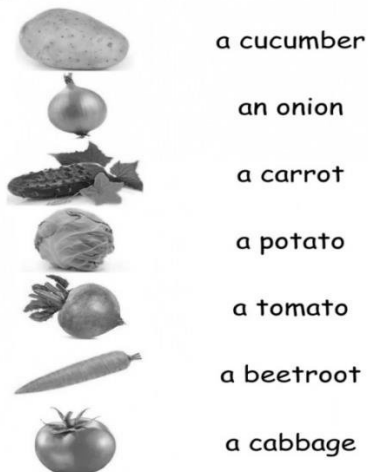 a cucumber
an onion
a carrot
a potato
a tomato
a beetroot
a cabbage